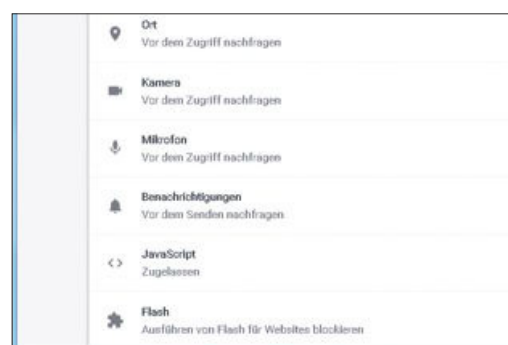 Ort
Vor dem Zugriff nachfragen
Kamera
Vor dem Zugriff nachfragen
Mikrofon
Vor dem Zugriff nachfragen
Benachrichtigungen
Vor dem Senden nachfragen
JavaScript
Zugelassen
Flash
Ausführen von Flash für Websites blockieren